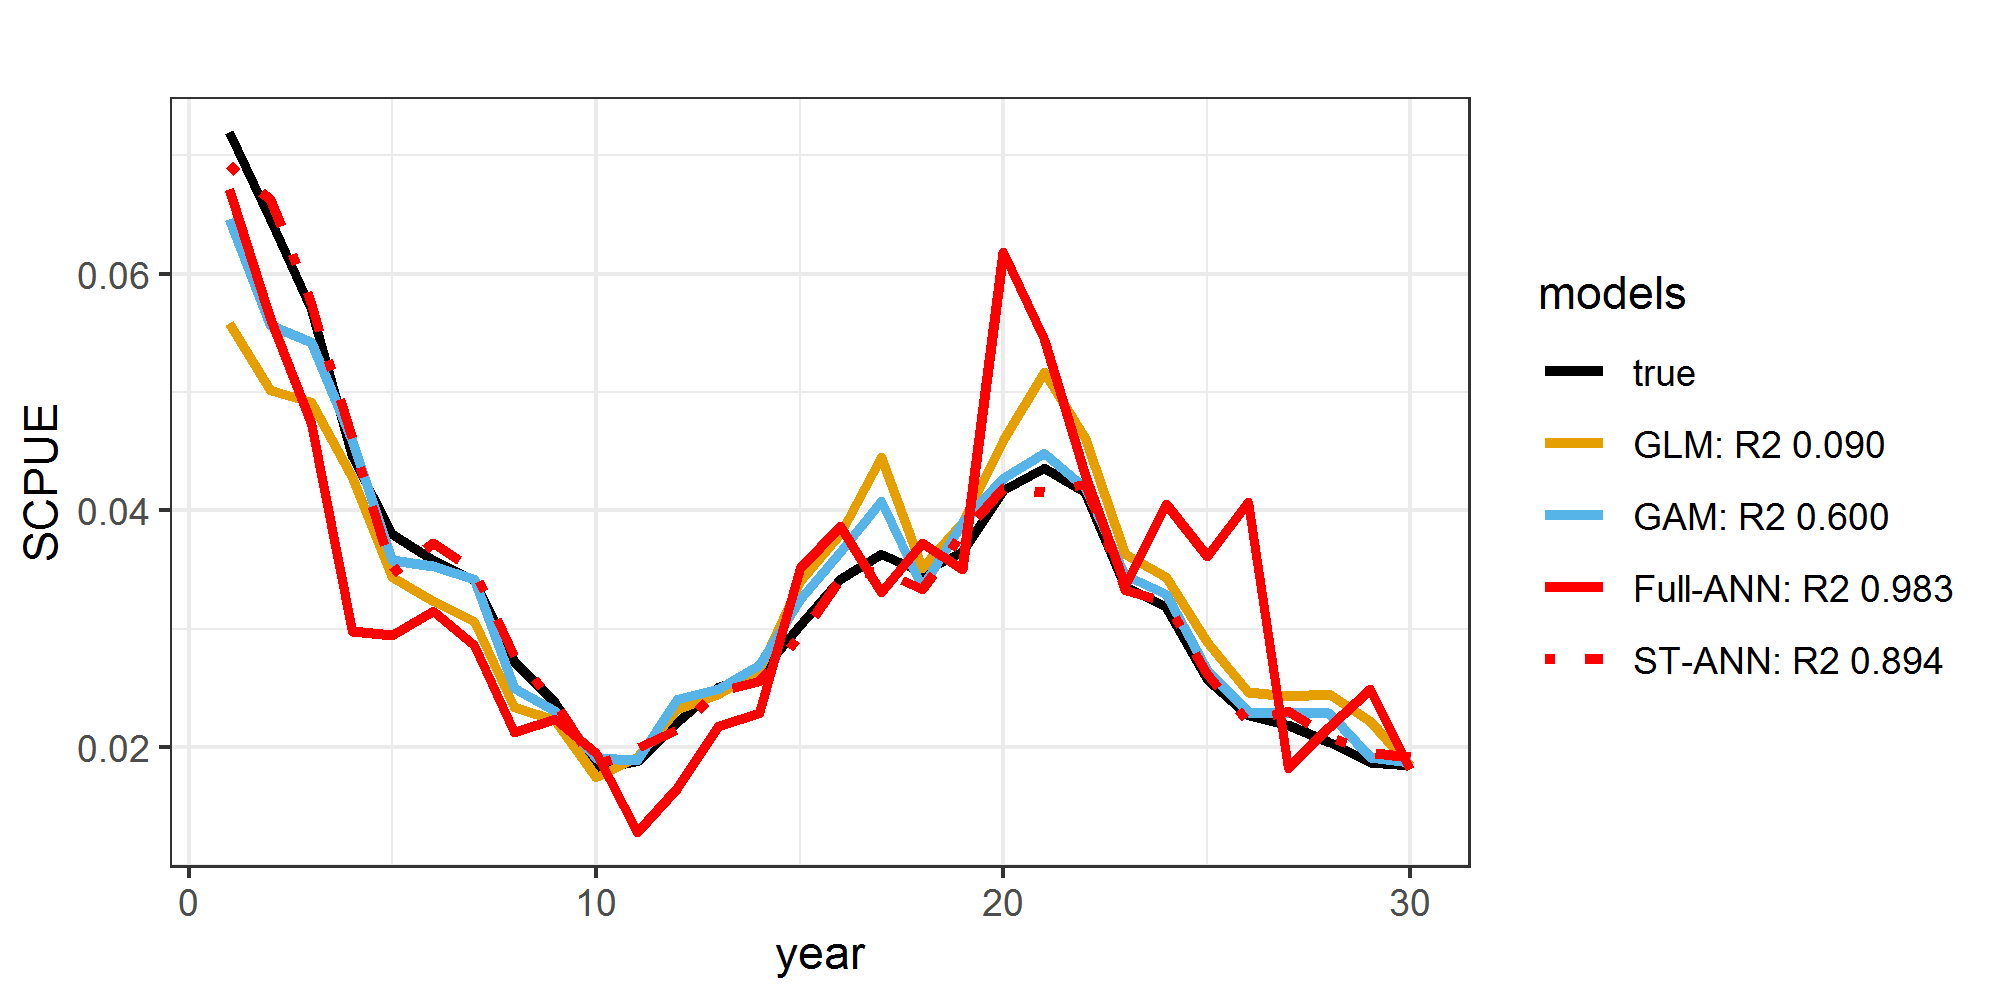 SCPUE
0.06
0.04
0.02
0
10
20
30
year
models
true
GLM: R2 0.090
GAM: R2 0.600
Full-ANN: R2 0.983
ST-ANN: R2 0.894